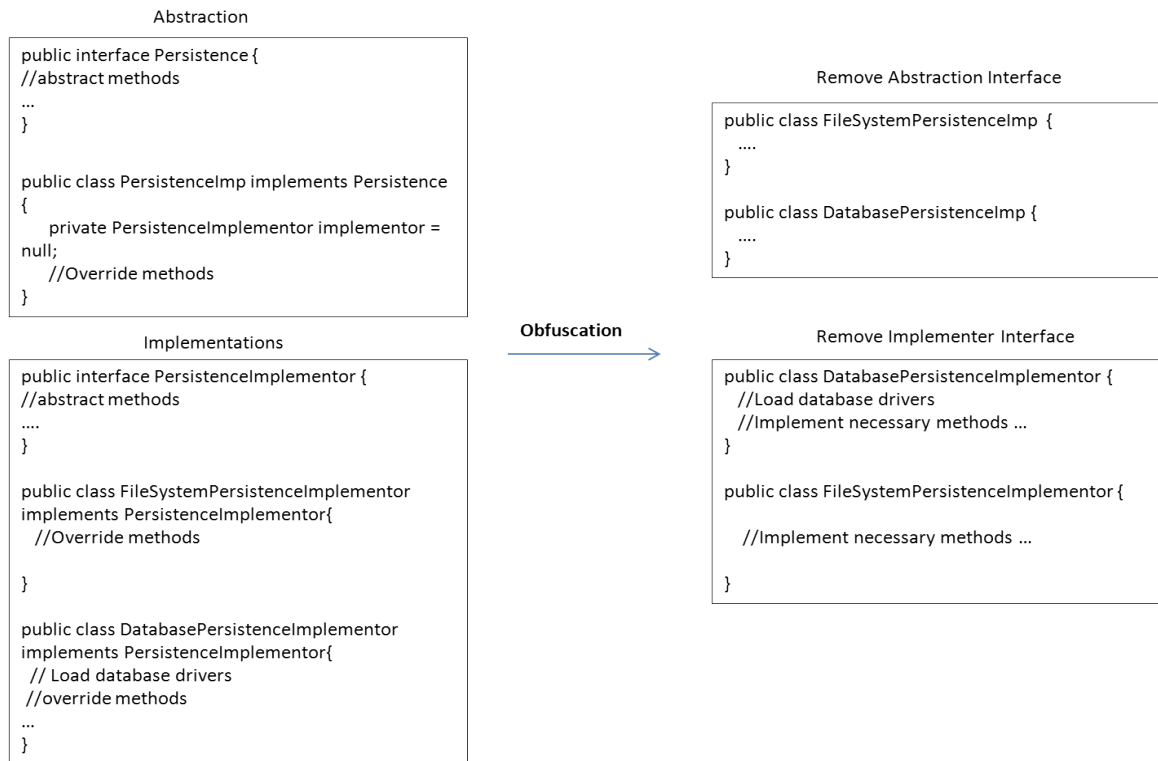 Abstraction
public interface Persistence {
//abstract methods
...
}
public class PersistenceImp implements Persistence
{
private PersistenceImplementor implementor =
null;
//Override methods
}
Implementations
public interface PersistenceImplementor {
//abstract methods
....
}
public class FileSystemPersistenceImplementor
implements PersistenceImplementor{
//Override methods
}
public class DatabasePersistenceImplementor
implements PersistenceImplementor{
// Load database drivers
//override methods
...
}
Obfuscation
Remove Abstraction Interface
public class FileSystemPersistenceImp {
....
}
public class DatabasePersistenceImp {
....
}
Remove Implementer Interface
public class DatabasePersistenceImplementor {
//Load database drivers
//Implement necessary methods ...
}
public class FileSystemPersistenceImplementor {
//Implement necessary methods ...
}